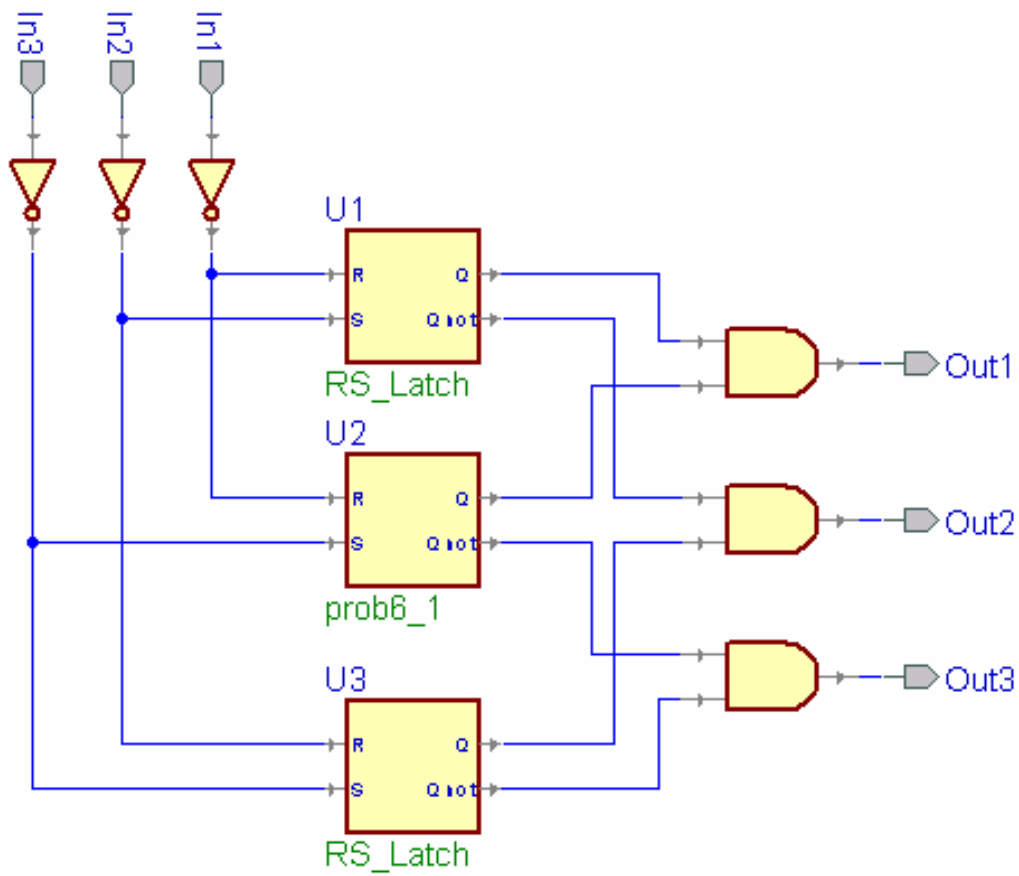 In3
In2
In1
U1
R
Q
S
Q not
RS_Latch
Out1
U2
R
Q
S
Q not
prob6_1
Out2
U3
R
Q
S
Q not
RS_Latch
Out3